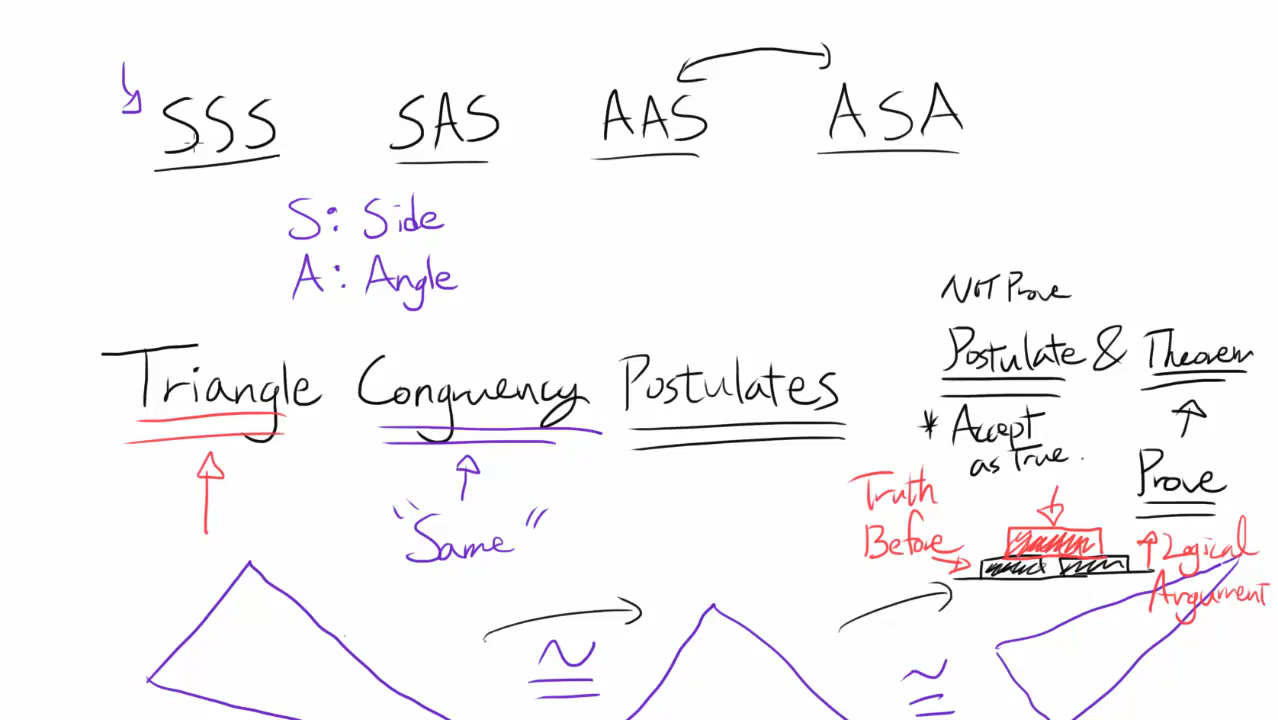 SSS SAS AAS ASA
S: Side
A: Angle
NOT Prove
Postulate & Theorem
Triangle Congruency Postulates
* Accept
as True.
Prove
Truth
Before
Logical
Argument
"Same"
≅ ≅